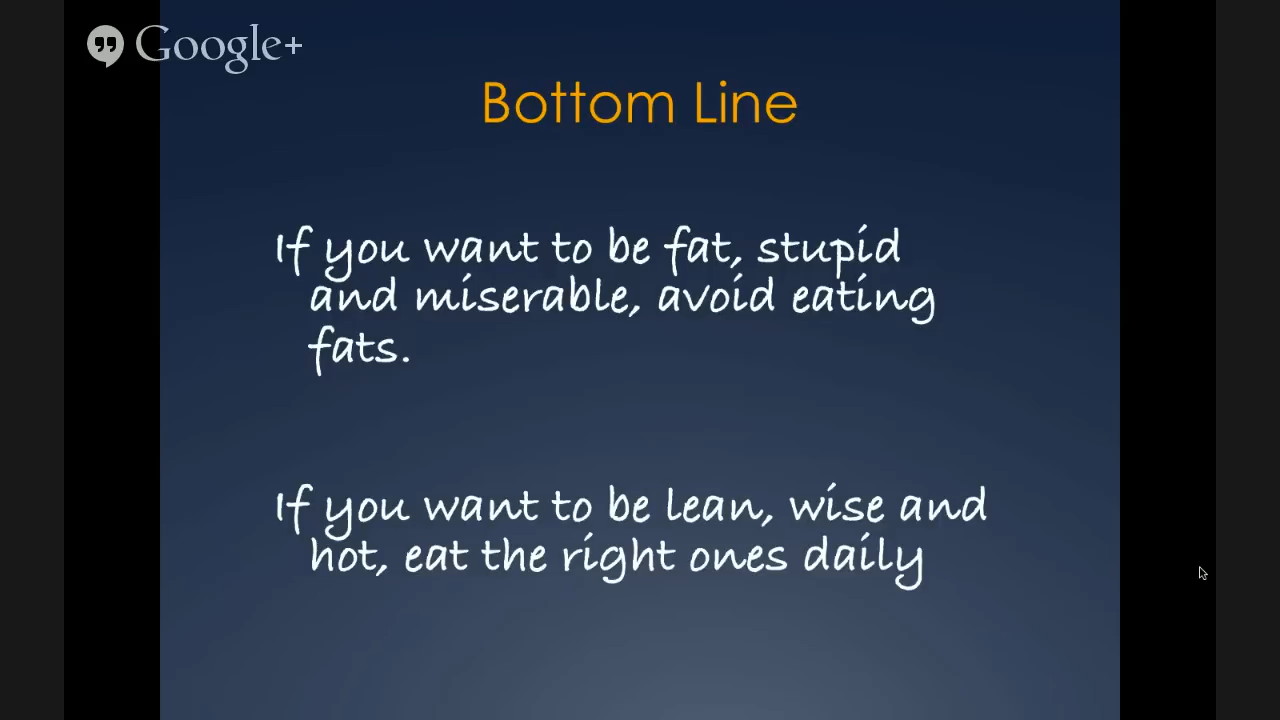 Google+
Bottom Line
If you want to be fat, stupid
and miserable, avoid eating
fats.
If you want to be lean, wise and
hot, eat the right ones daily